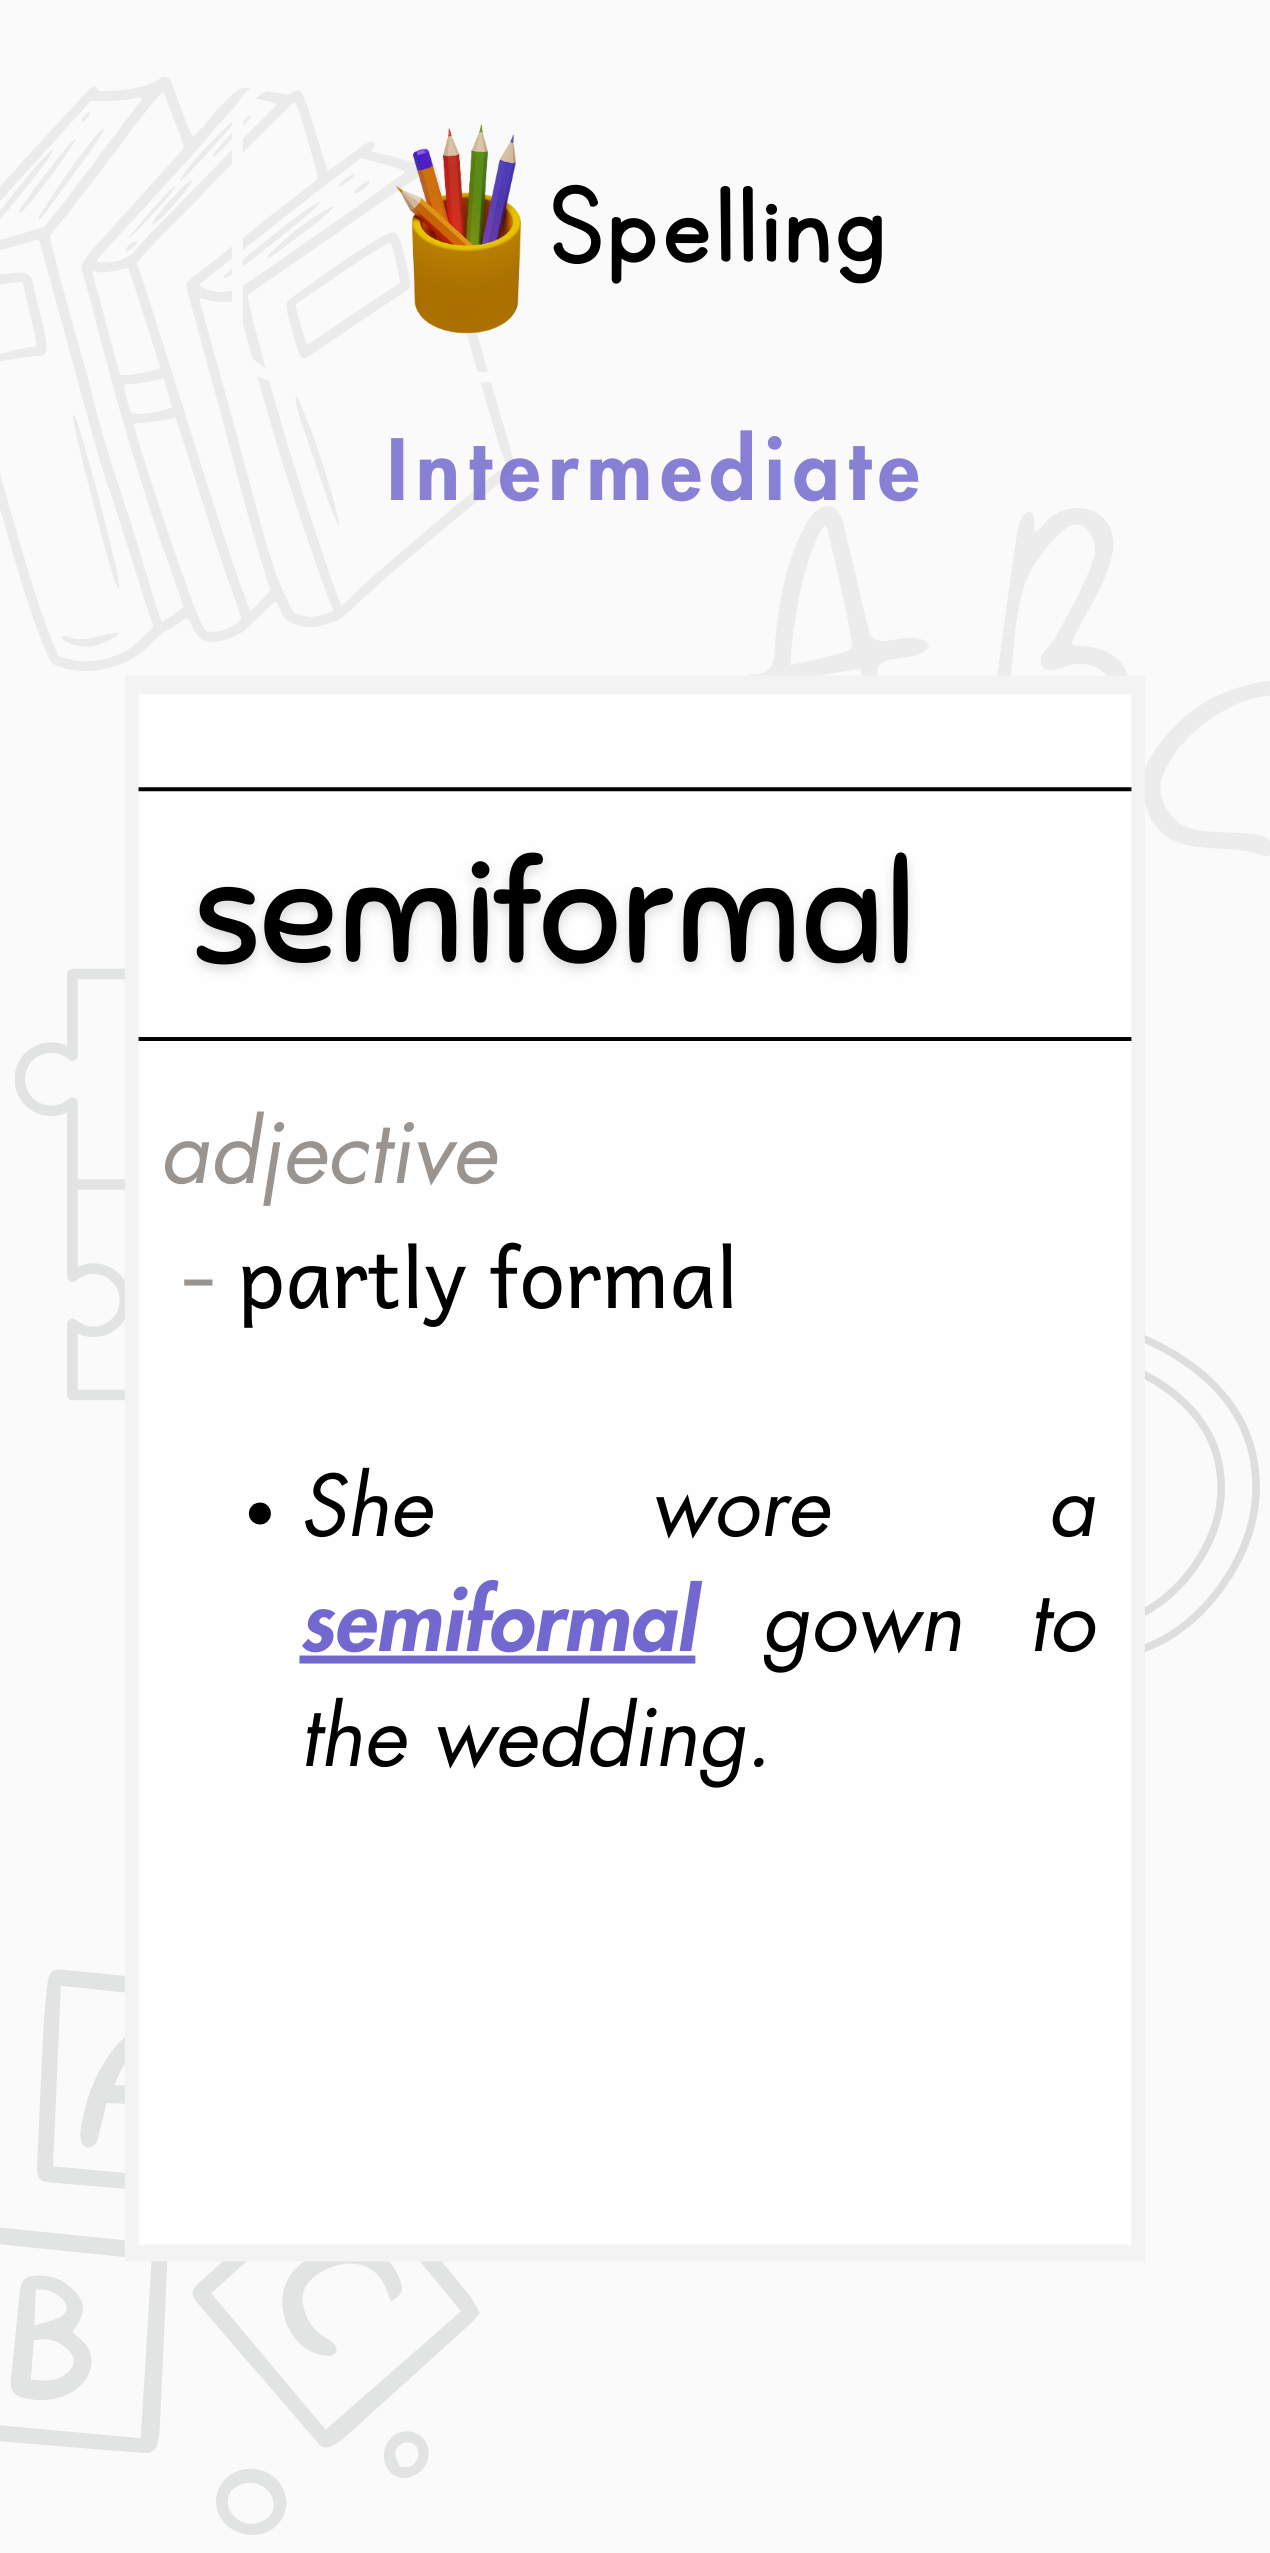 Spelling
Intermediate
A B
semiformal
adjective
- partly formal
• She wore a
semiformal gown to
the wedding.
A
B
C